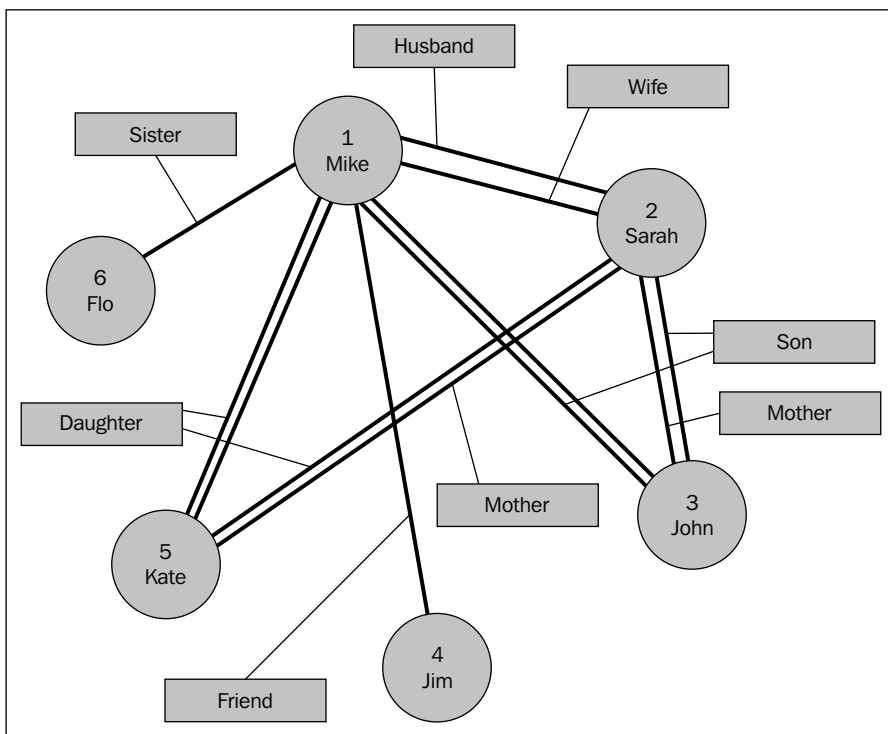 Husband
Wife
Sister
1
Mike
2
Sarah
6
Flo
Son
Mother
Daughter
Mother
3
John
5
Kate
4
Jim
Friend